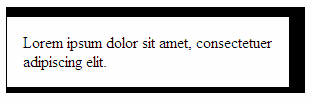 Lorem ipsum dolor sit amet, consectetuer
adipiscing elit.